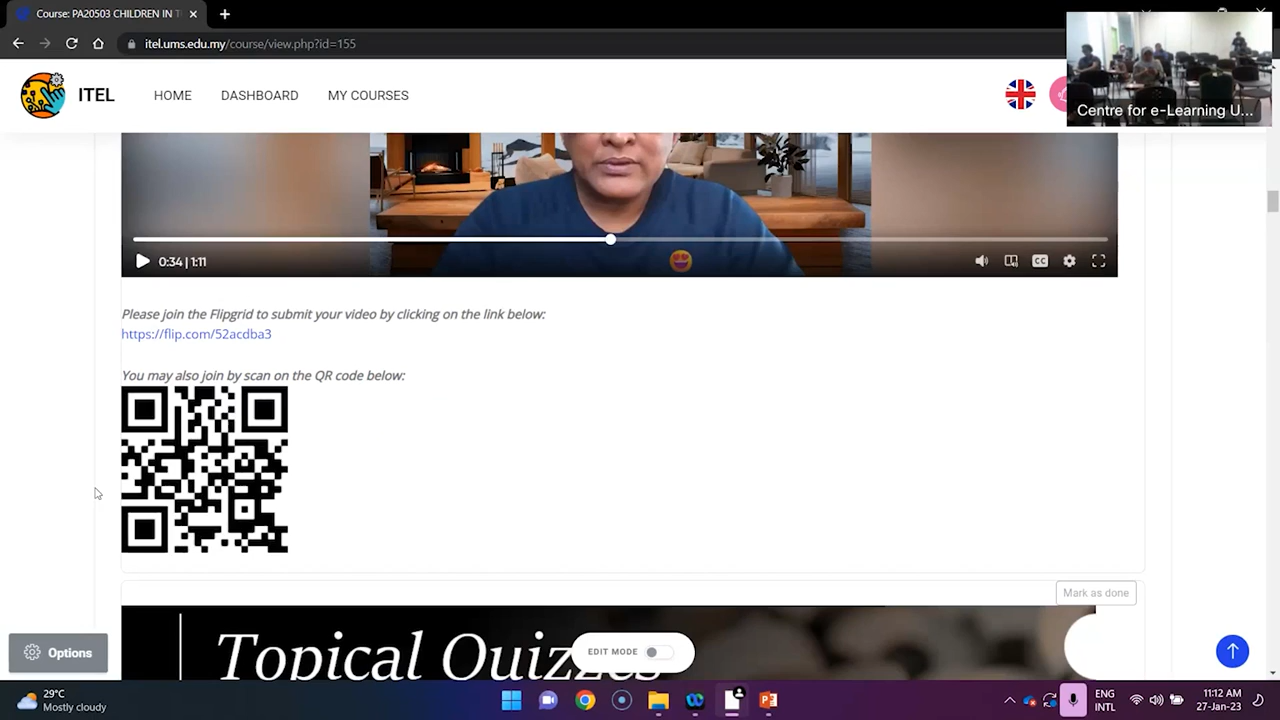 Course: PA20503 CHILDREN IN T
itel.ums.edu.my/course/view.php?id=155
ITEL
HOME
DASHBOARD
MY COURSES
Centre for e-Learning U...
0:34 | 1:11
CC
Please join the Flipgrid to submit your video by clicking on the link below:
https://flip.com/52acdba3
You may also join by scan on the QR code below:
Mark as done
Topical Quizzes
EDIT MODE
Options
29°C
Mostly cloudy
ENG
INTL
11:12 AM
27-Jan-23